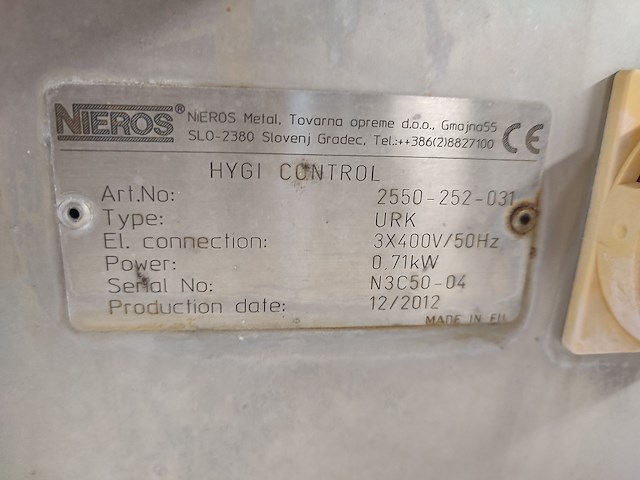 NIEROS® NiEROS Metal, Tovarna opreme d.o.o., Gmajna55
SLO-2380 Slovenj Gradec, Tel.:++386(2)8827100 CE
HYGI CONTROL
Art.No: 2550-252-031
Type: URK
El. connection: 3X400V/50Hz
Power: 0.71kW
Serial No: N3C50-04
Production date: 12/2012
MADE IN EU